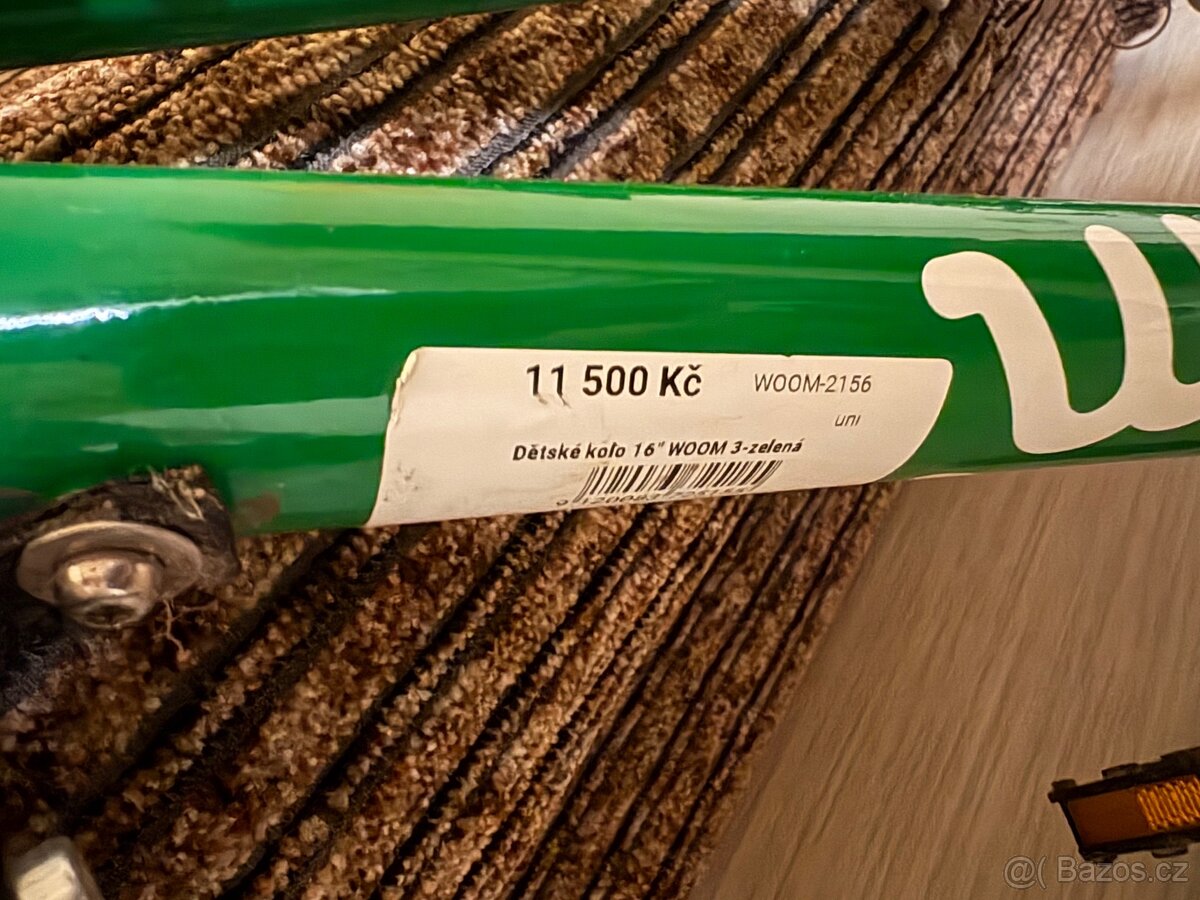 11 500 Kč WOOM-2156
uni
Dětské kolo 16" WOOM 3-zelená
@( Bazos.cz